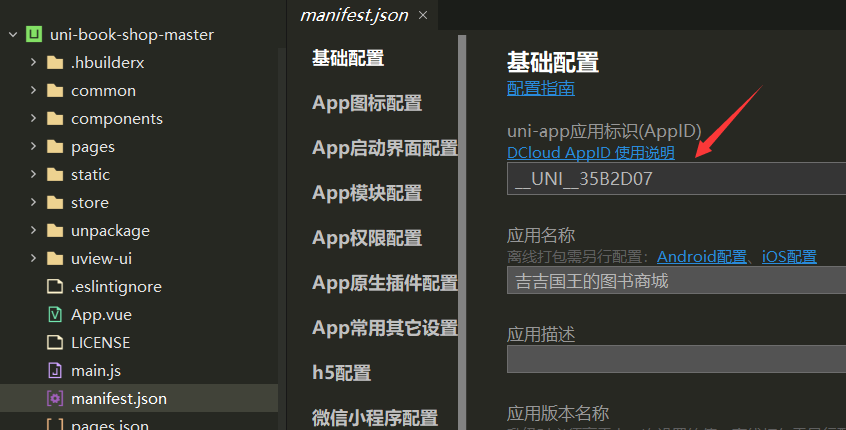 uni-book-shop-master
.hbuilderx
common
components
pages
static
store
unpackage
uview-ui
.eslintignore
App.vue
LICENSE
main.js
manifest.json
pages.json
manifest.json
基础配置
App图标配置
App启动界面配置
App模块配置
App权限配置
App原生插件配置
App常用其它设置
h5配置
微信小程序配置
基础配置
配置指南
uni-app应用标识(AppID)
DCloud AppID 使用说明
__UNI__35B2D07
应用名称
离线打包需另行配置：Android配置、iOS配置
吉吉国王的图书商城
应用描述
应用版本名称